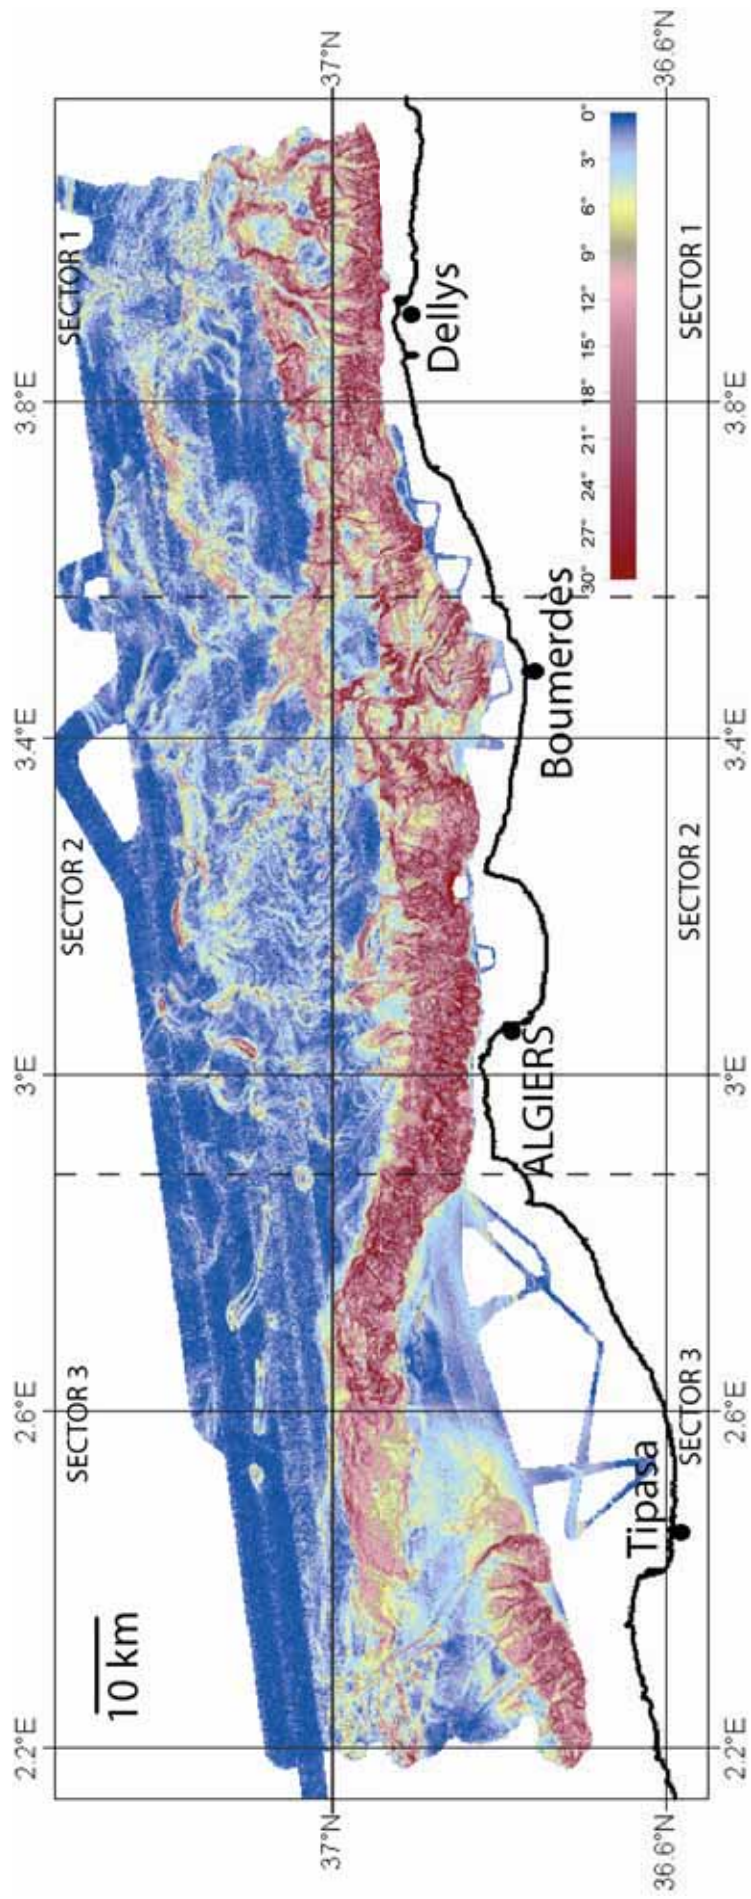 2.2°E
2.6°E
3°E
3.4°E
3.8°E
SECTOR 3
SECTOR 2
SECTOR 1
37°N
37°N
10 km
Dellys
Boumerdès
ALGIERS
Tipasa
30° 27° 24° 21° 18° 15° 12° 9° 6° 3° 0°
36.6°N
36.6°N
SECTOR 3
SECTOR 2
SECTOR 1
2.2°E
2.6°E
3°E
3.4°E
3.8°E